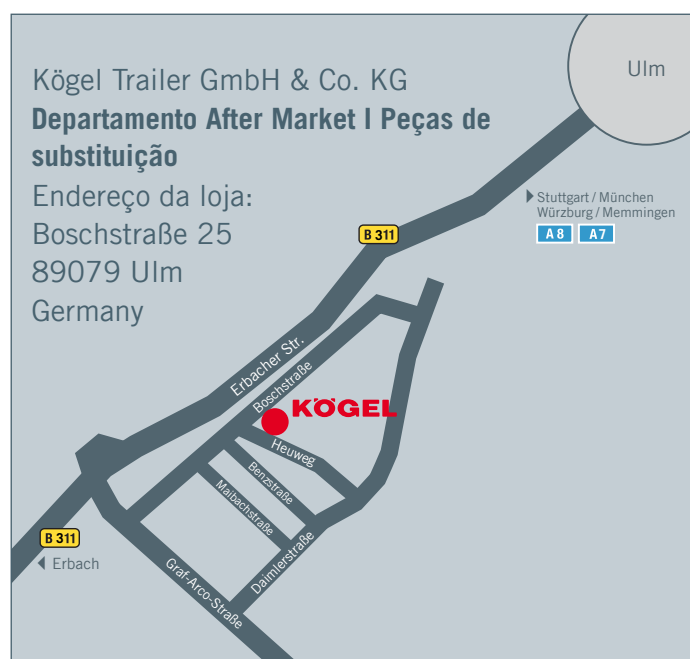 Kögel Trailer GmbH & Co. KG
Departamento After Market I Peças de
substituição
Endereço da loja:
Boschstraße 25
89079 Ulm
Germany
Ulm
Stuttgart / München
Würzburg / Memmingen
A 8 A 7
B 311
Erbacher Str.
Boschstraße
KÖGEL
Heuweg
Benzstraße
Maibachstraße
Daimlerstraße
B 311
Erbach
Graf-Arco-Straße